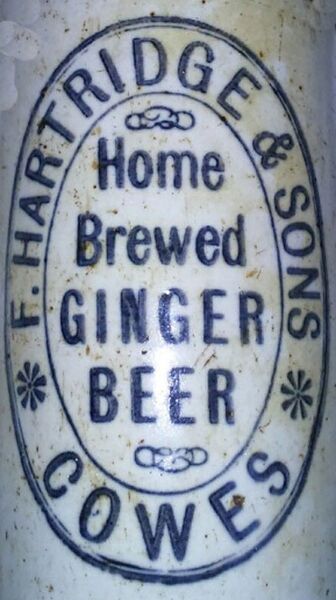 F. HARTRIDGE & SONS
Home
Brewed
GINGER
BEER
COWES